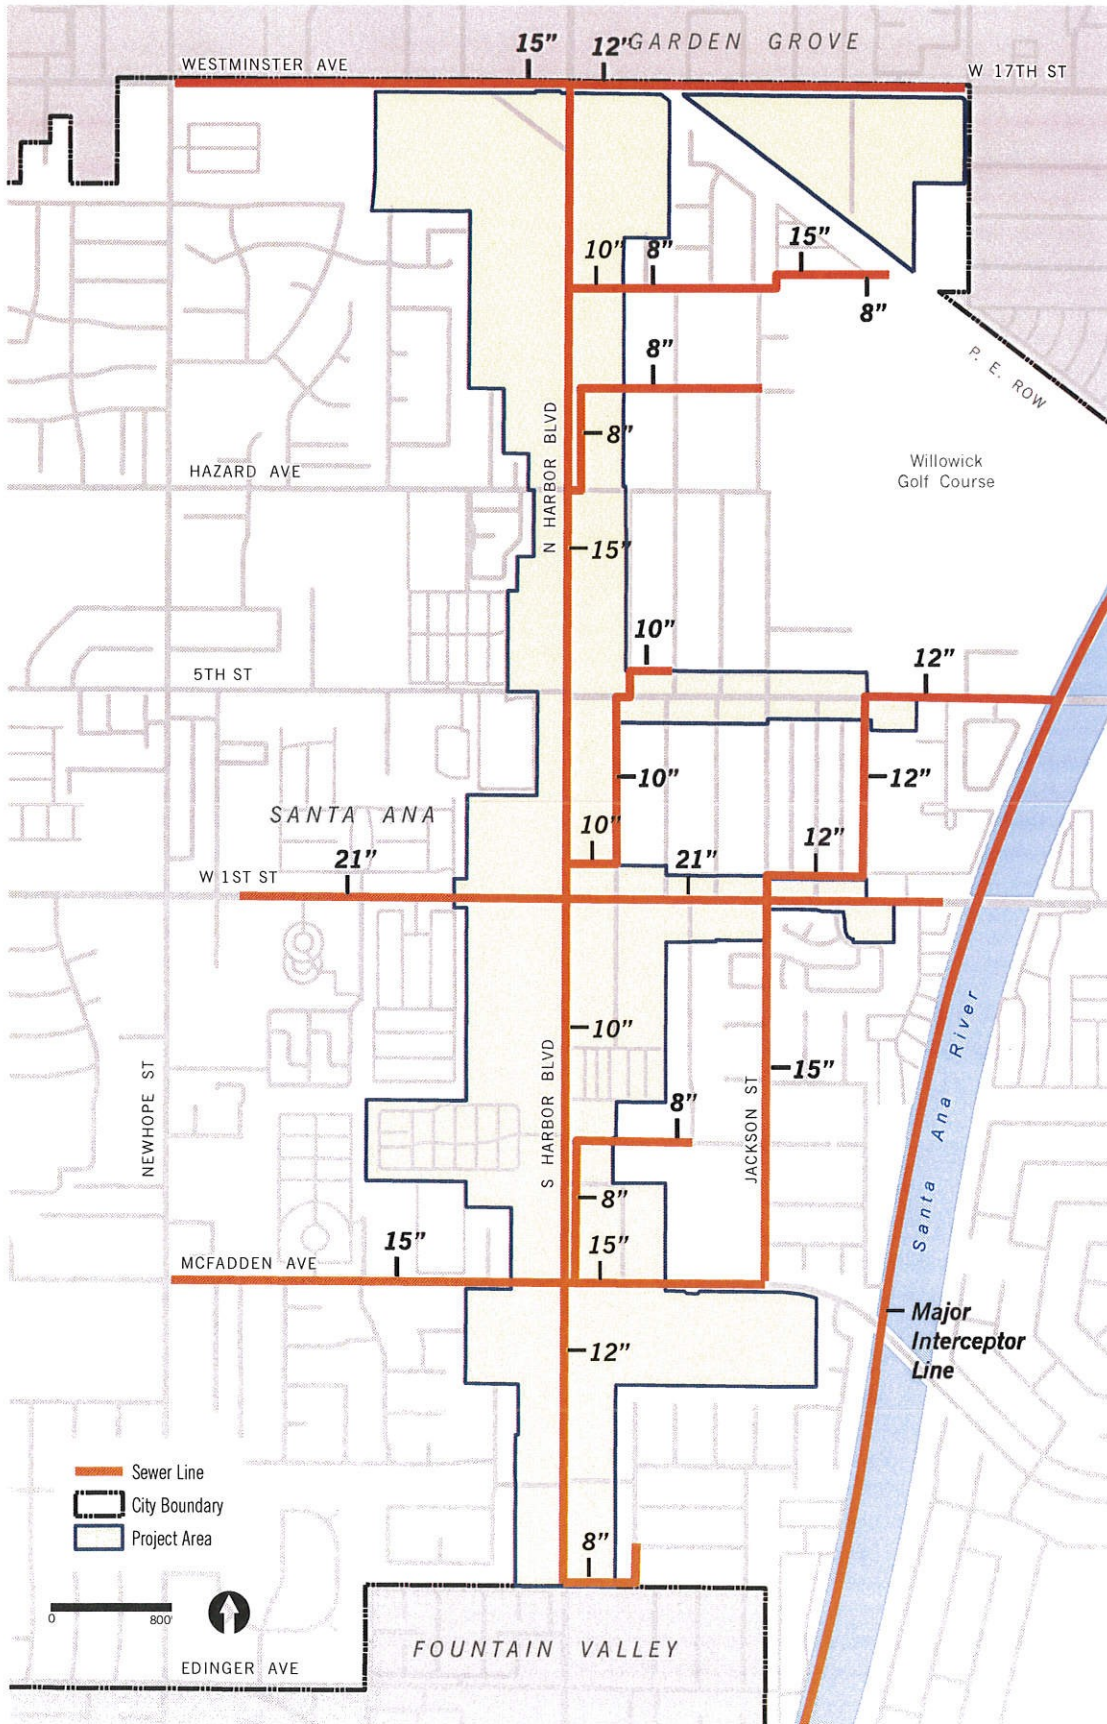 15”
12”
GARDEN GROVE
WESTMINSTER AVE
W 17TH ST
15”
10”
8”
8”
P. E. ROW
8”
8”
N HARBOR BLVD
HAZARD AVE
Willowick
Golf Course
15”
10”
12”
5TH ST
10”
12”
SANTA ANA
10”
12”
21”
21”
W 1ST ST
10”
Santa Ana River
S HARBOR BLVD
NEWHOPE ST
JACKSON ST
15”
8”
8”
15”
15”
MCFADDEN AVE
Major
Interceptor
Line
12”
Sewer Line
City Boundary
Project Area
8”
0
800'
FOUNTAIN VALLEY
EDINGER AVE